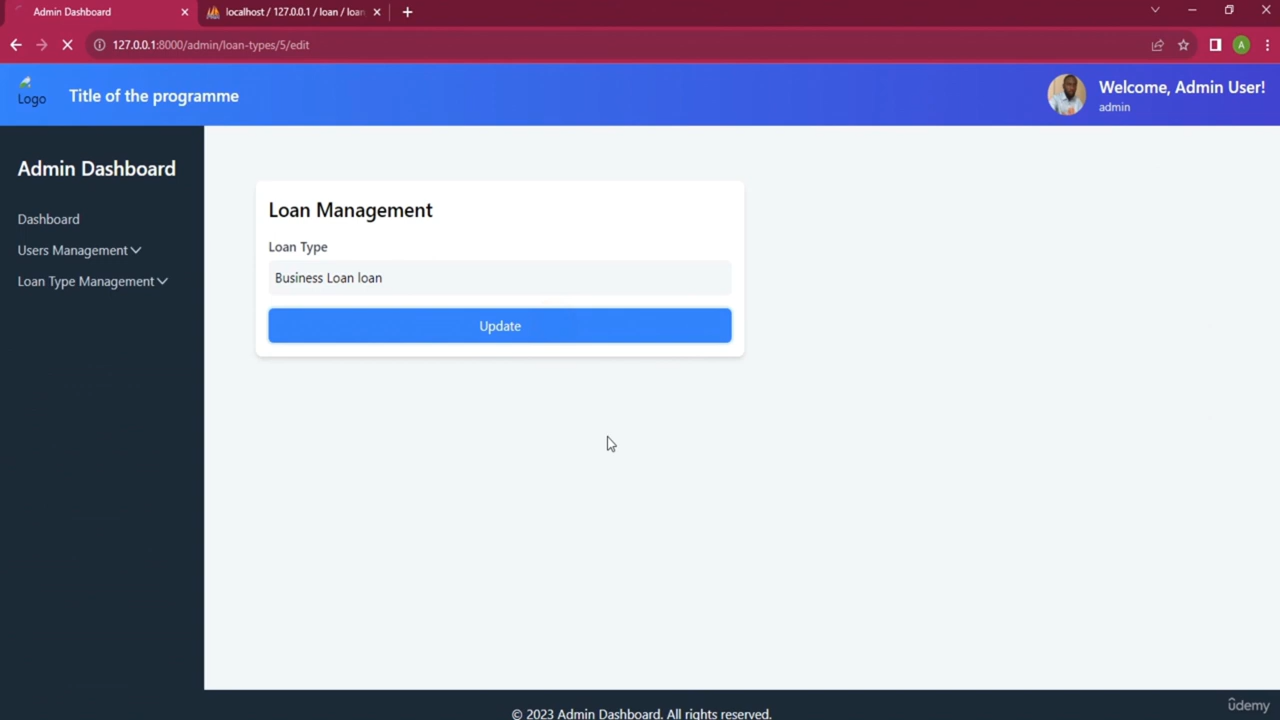 Admin Dashboard
localhost / 127.0.0.1 / loan / loan
127.0.0.1:8000/admin/loan-types/5/edit
A
Logo
Title of the programme
Welcome, Admin User!
admin
Admin Dashboard
Dashboard
Users Management
Loan Type Management
Loan Management
Loan Type
Business Loan loan
Update
© 2023 Admin Dashboard. All rights reserved.
ûdemy